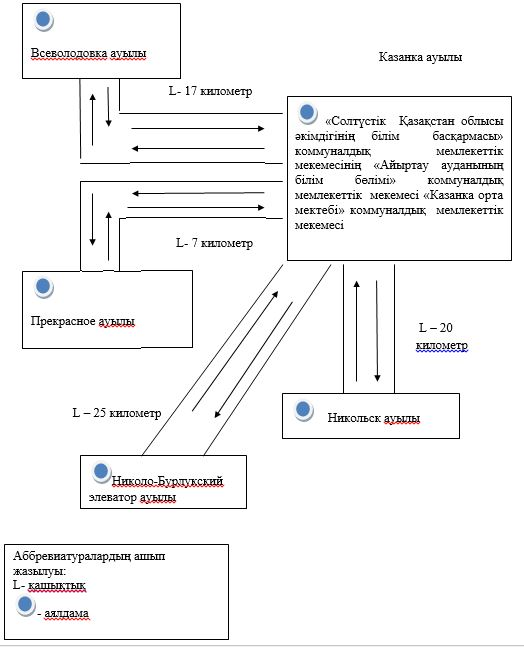 Всеволодовка ауылы
Казанка ауылы
L- 17 километр
«Солтүстік Қазақстан облысы
әкімдігінің білім басқармасы»
коммуналдық мемлекеттік
мекемесінің «Айыртау ауданының
білім бөлімі» коммуналдық
мемлекеттік мекемесі «Казанка орта
мектебі» коммуналдық мемлекеттік
мекемесі
L- 7 километр
Прекрасное ауылы
L – 20
километр
L – 25 километр
Никольск ауылы
Николо-Бурлукский
элеватор ауылы
Аббревиатуралардың ашып
жазылуы:
L- қашықтық
- аялдама